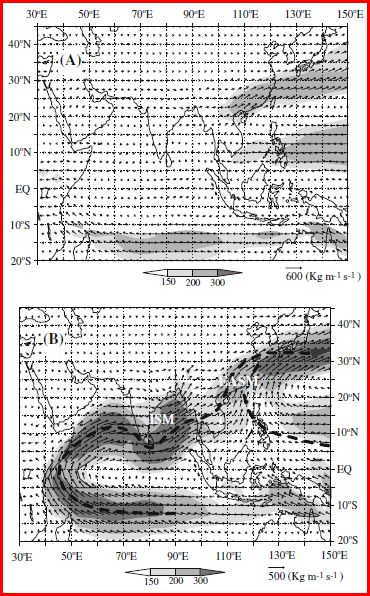 30°E 50°E 70°E 90°E 110°E 130°E 150°E
40°N
(A)
30°N
20°N
10°N
EQ
10°S
20°S
150 200 300
600 (Kg m-1 s-1)
(B)
40°N
30°N
EASM
20°N
ISM
10°N
EQ
10°S
20°S
30°E 50°E 70°E 90°E 110°E 130°E 150°E
150 200 300
500 (Kg m-1 s-1)